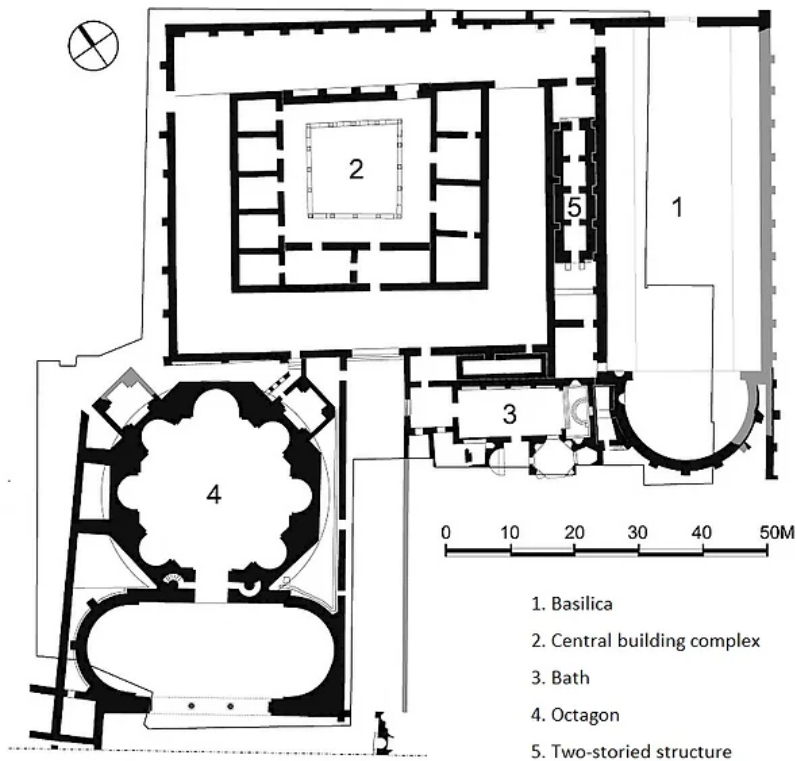 2
5
1
3
4
0 10 20 30 40 50M
1. Basilica
2. Central building complex
3. Bath
4. Octagon
5. Two-storied structure